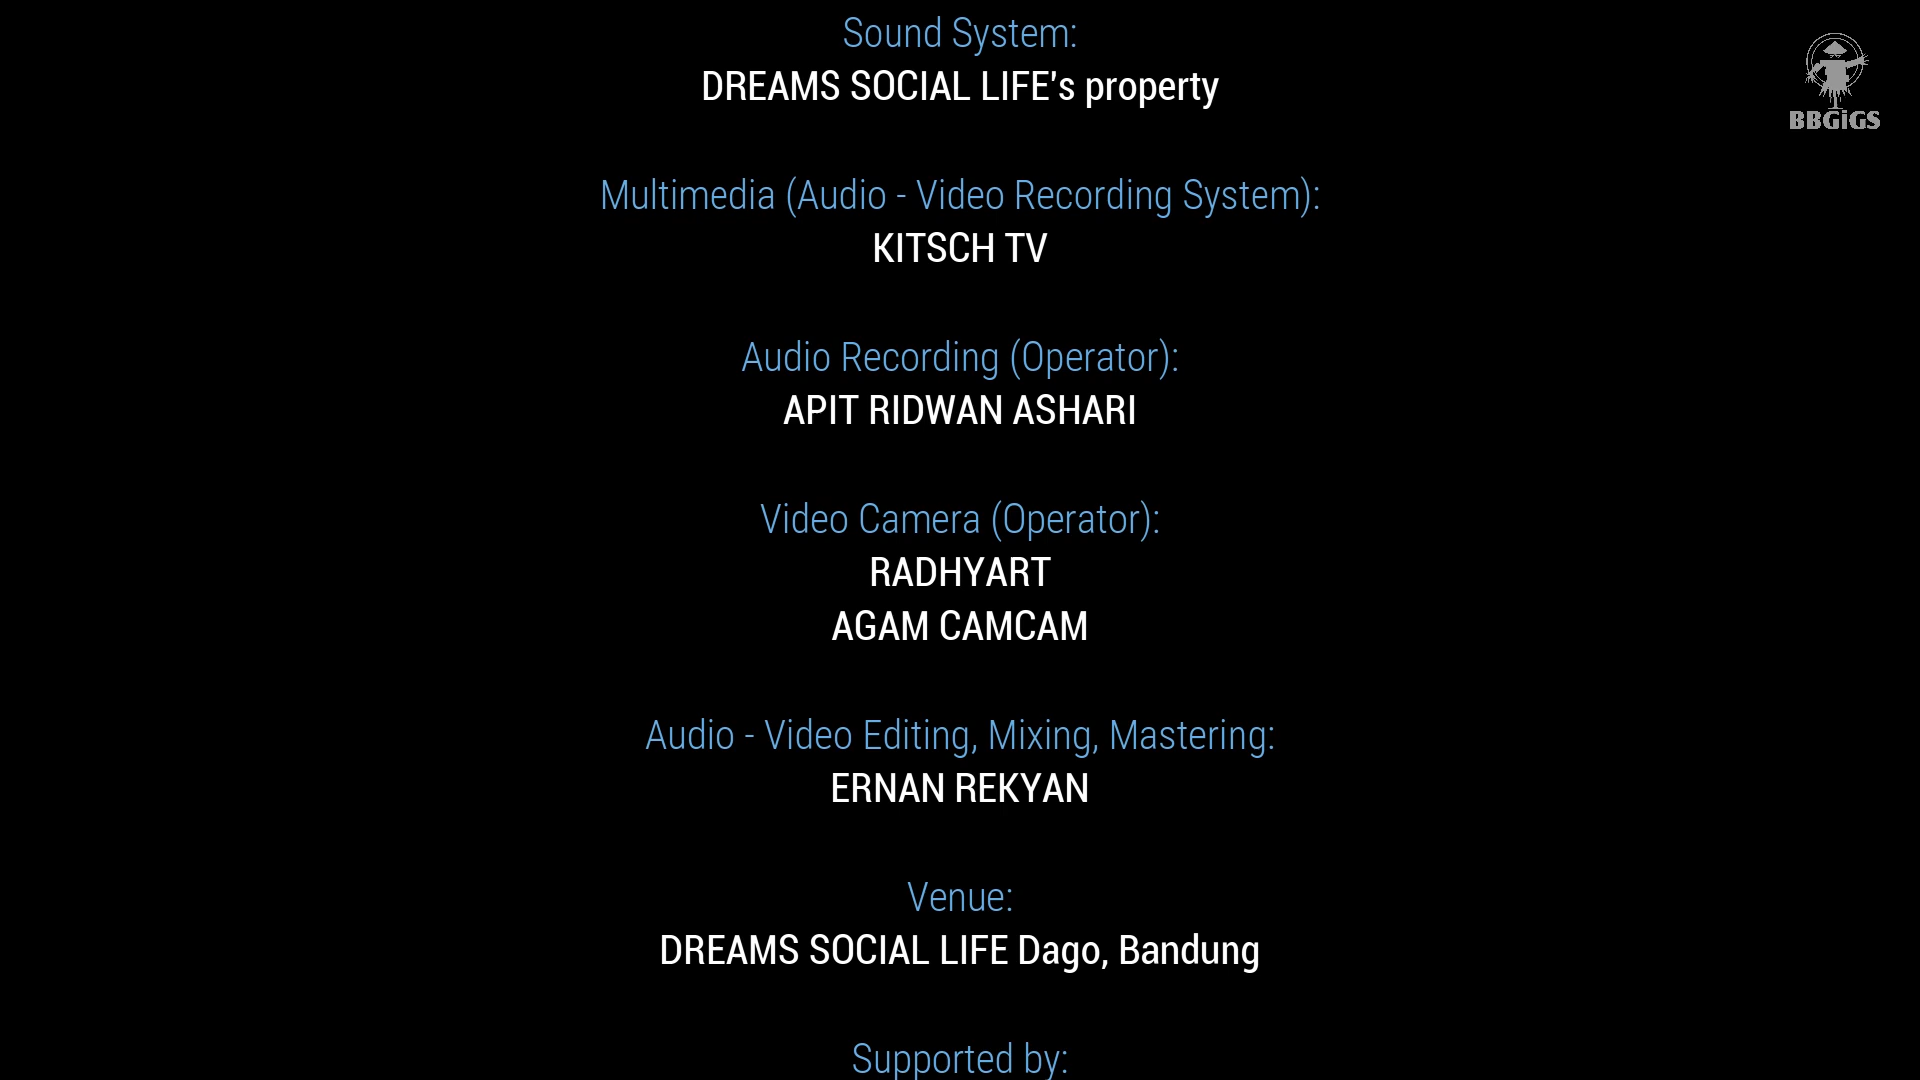 Sound System:
DREAMS SOCIAL LIFE's property
BBGiGS
Multimedia (Audio - Video Recording System):
KITSCH TV
Audio Recording (Operator):
APIT RIDWAN ASHARI
Video Camera (Operator):
RADHYART
AGAM CAMCAM
Audio - Video Editing, Mixing, Mastering:
ERNAN REKYAN
Venue:
DREAMS SOCIAL LIFE Dago, Bandung
Supported by: